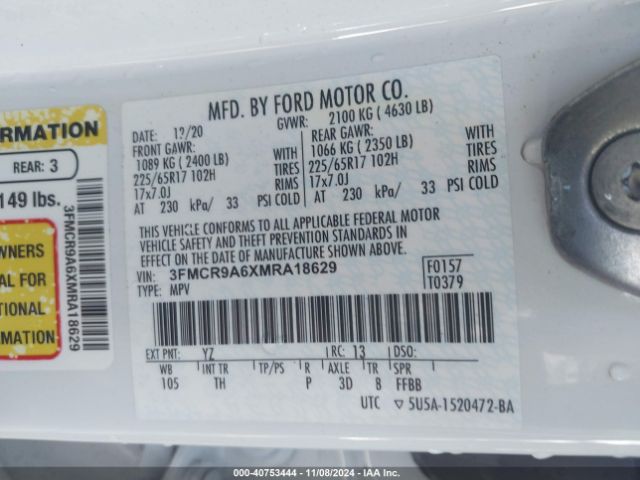 MFD. BY FORD MOTOR CO.
DATE: 12/20 GVWR: 2100 KG ( 4630 LB)
FRONT GAWR: REAR GAWR:
1089 KG ( 2400 LB) WITH 1066 KG ( 2350 LB) WITH
225/65R17 102H TIRES 225/65R17 102H TIRES
17x7.0J RIMS 17x7.0J RIMS
AT 230 kPa/ 33 PSI COLD AT 230 kPa/ 33 PSI COLD
THIS VEHICLE CONFORMS TO ALL APPLICABLE FEDERAL MOTOR
VEHICLE SAFETY AND THEFT PREVENTION STANDARDS IN
EFFECT ON THE DATE OF MANUFACTURE SHOWN ABOVE.
VIN: 3FMCR9A6XMRA18629 F0157
TYPE: MPV T0379
EXT PNT: YZ RC: 13 DSO:
WB INT TR TP/PS R AXLE TR SPR
105 TH P 3D 8 FFBB
UTC ▽ 5U5A-1520472-BA
ORMATION
REAR: 3
149 lbs.
WNERS
AL FOR
TIONAL
MATION
3FMCR9A6XMRA18629
000-40753444 - 11/08/2024 - IAA Inc.